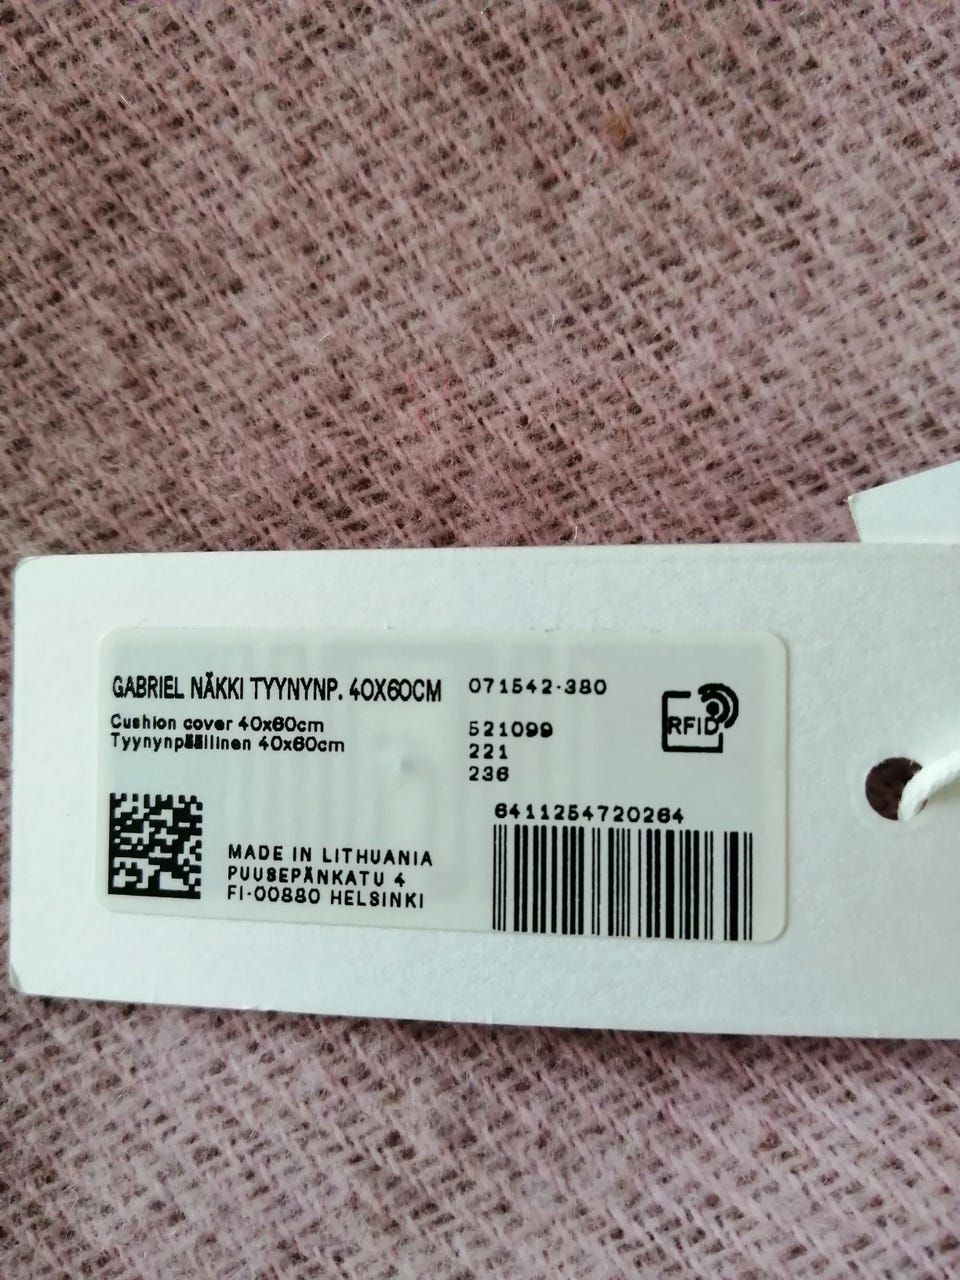 GABRIEL NÄKKI TYYNYNP. 40X60CM
Cushion cover 40x60cm
Tyynynpäällinen 40x60cm
071542-380
521099
221
236
RFID
6411254720264
MADE IN LITHUANIA
PUUSEPÄNKATU 4
FI-00880 HELSINKI